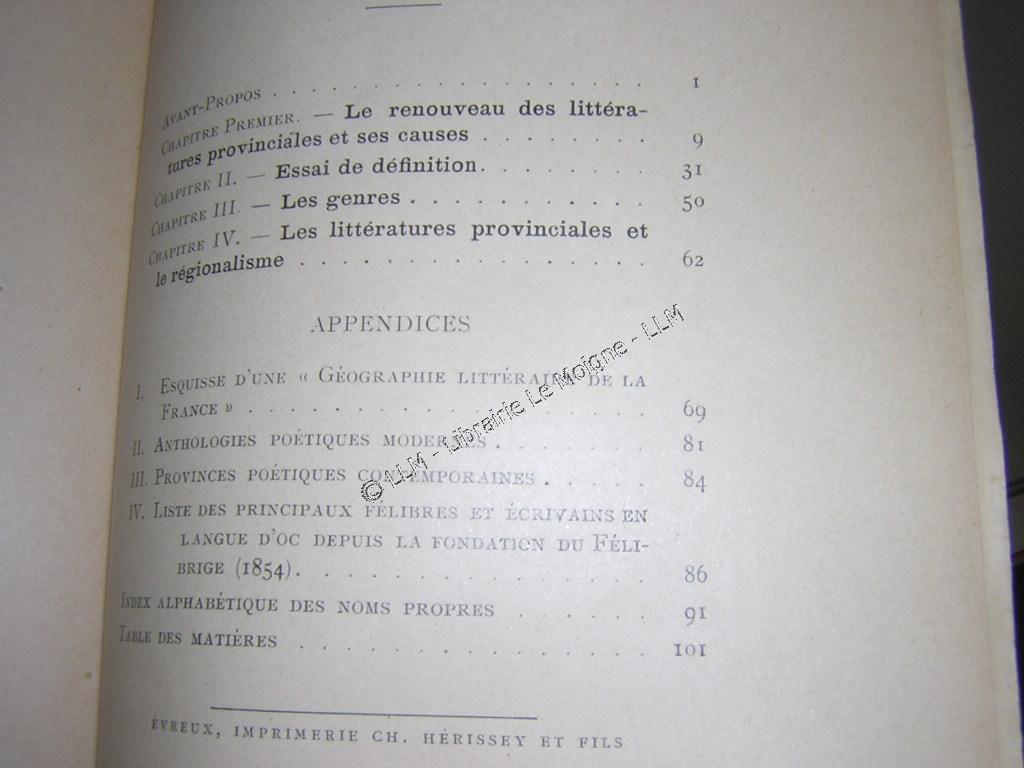 AVANT-PROPOS . . . . . . . . . . . . . . . . 1
CHAPITRE PREMIER. — Le renouveau des littéra-
tures provinciales et ses causes . . . . . . . . 9
CHAPITRE II. — Essai de définition. . . . . . . . 31
CHAPITRE III. — Les genres . . . . . . . . . . . 50
CHAPITRE IV. — Les littératures provinciales et
le régionalisme . . . . . . . . . . . . . . . . 62
APPENDICES
I. ESQUISSE D'UNE « GÉOGRAPHIE LITTÉRAIRE DE LA
FRANCE » . . . . . . . . . . . . . . . . . 69
II. ANTHOLOGIES POÉTIQUES MODERNES . . . . . . . 81
III. PROVINCES POÉTIQUES CONTEMPORAINES . . . . . 84
IV. LISTE DES PRINCIPAUX FÉLIBRES ET ÉCRIVAINS EN
LANGUE D'OC DEPUIS LA FONDATION DU FÉLI-
BRIGE (1854). . . . . . . . . . . . . . . 86
INDEX ALPHABÉTIQUE DES NOMS PROPRES . . . . . . 91
TABLE DES MATIÈRES . . . . . . . . . . . . . . 101
ÉVREUX, IMPRIMERIE CH. HÉRISSEY ET FILS
© LLM - Librairie Le Moigne - LLM